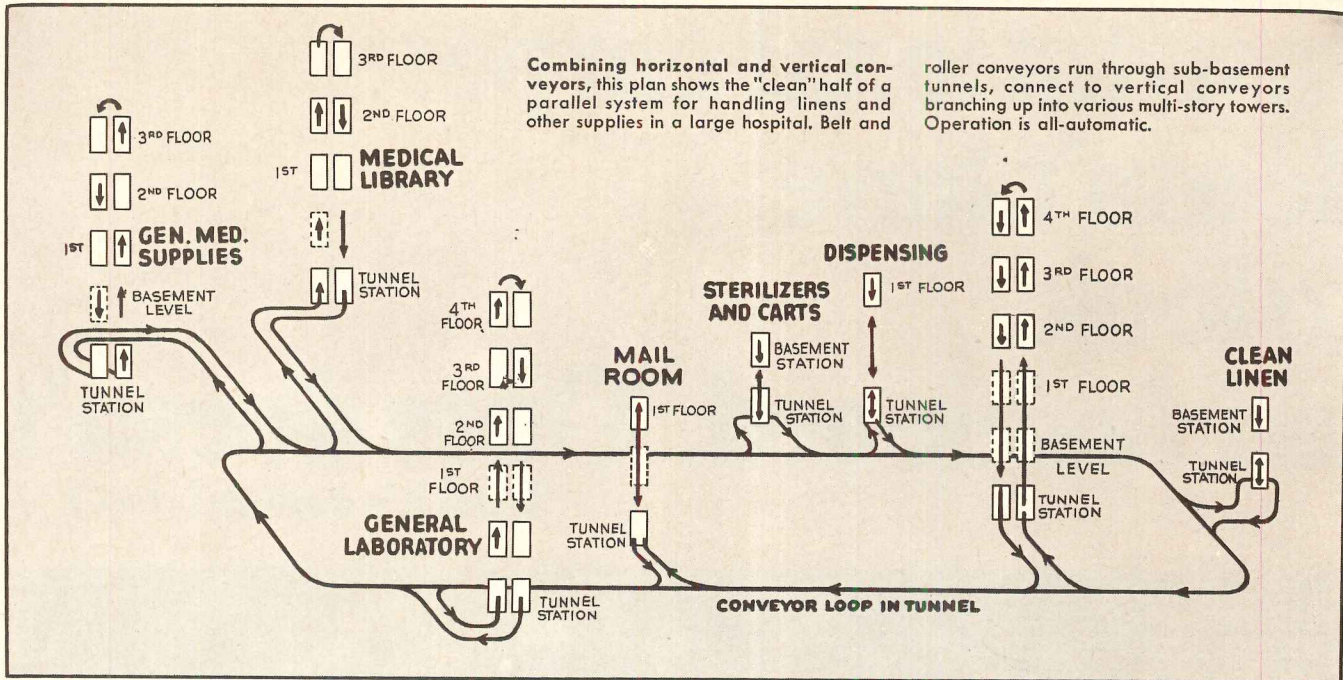 Combining horizontal and vertical con-
veyors, this plan shows the "clean" half of a
parallel system for handling linens and
other supplies in a large hospital. Belt and
roller conveyors run through sub-basement
tunnels, connect to vertical conveyors
branching up into various multi-story towers.
Operation is all-automatic.
3RD FLOOR
2ND FLOOR
1ST
GEN. MED.
SUPPLIES
BASEMENT
LEVEL
TUNNEL
STATION
3RD FLOOR
2ND FLOOR
1ST
MEDICAL
LIBRARY
TUNNEL
STATION
4TH
FLOOR
3RD
FLOOR
2ND
FLOOR
1ST
FLOOR
GENERAL
LABORATORY
TUNNEL
STATION
MAIL
ROOM
1ST FLOOR
TUNNEL
STATION
STERILIZERS
AND CARTS
BASEMENT
STATION
TUNNEL
STATION
DISPENSING
1ST FLOOR
TUNNEL
STATION
4TH FLOOR
3RD FLOOR
2ND FLOOR
1ST FLOOR
BASEMENT
LEVEL
TUNNEL
STATION
CLEAN
LINEN
BASEMENT
STATION
TUNNEL
STATION
CONVEYOR LOOP IN TUNNEL